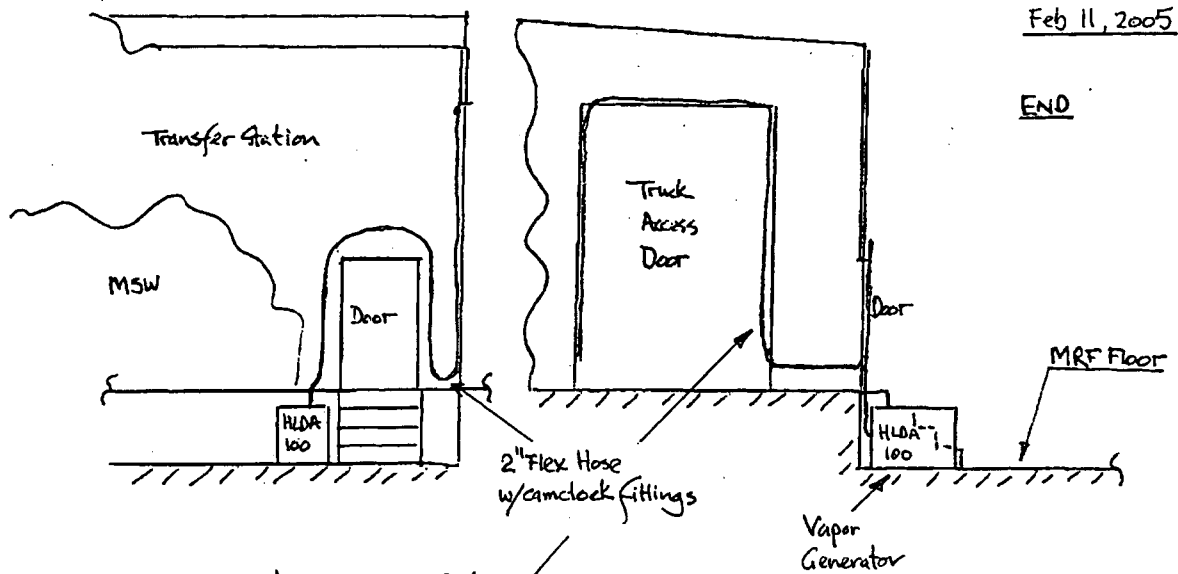 Feb 11, 2005
END
Transfer Station
MSW
Door
HLDA
100
Truck
Access
Door
Door
MRF Floor
HLDA
100
2" Flex Hose
w/camclock fittings
Vapor
Generator